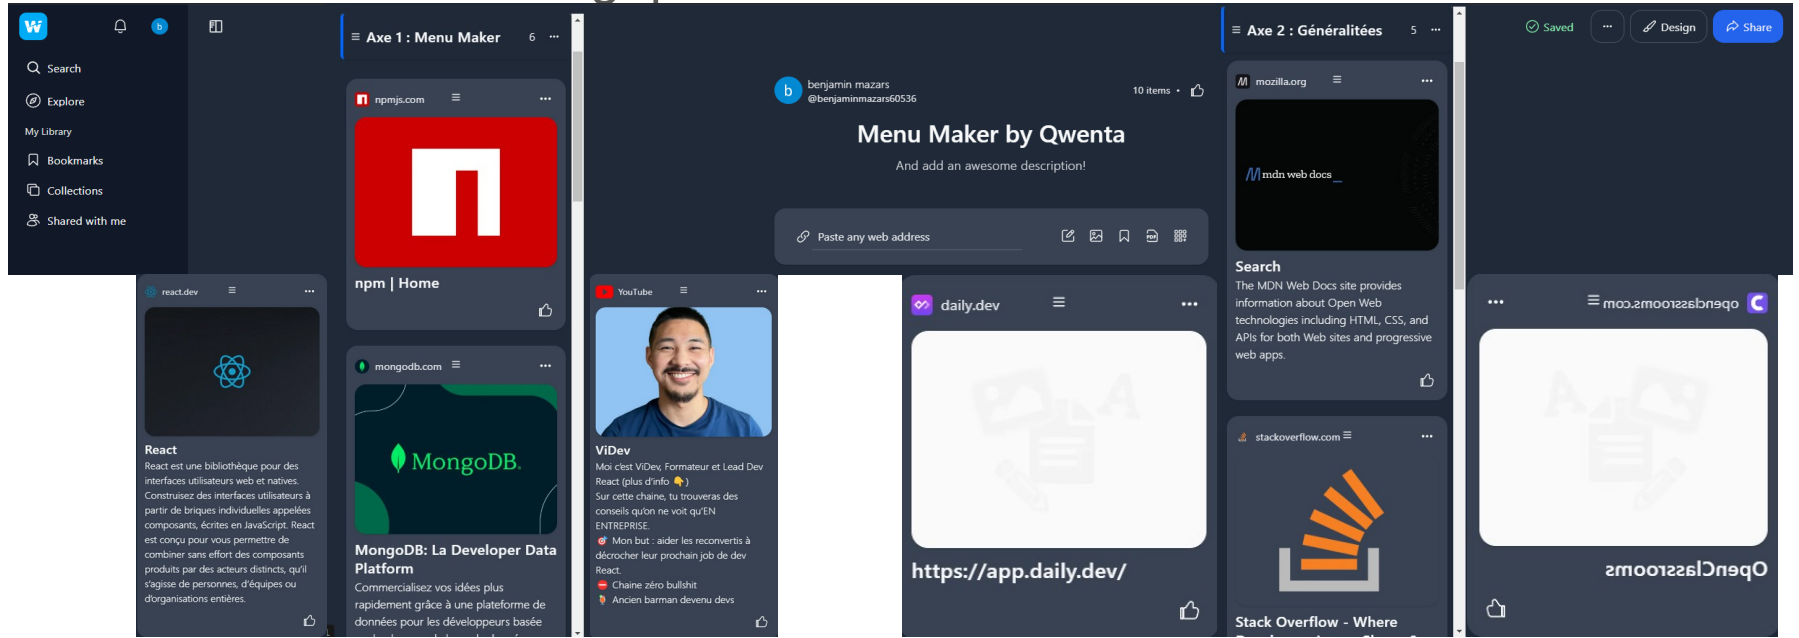 b
Search
Explore
My Library
Bookmarks
Collections
Shared with me
Axe 1 : Menu Maker 6
npmjs.com
npm | Home
mongodb.com
MongoDB.
MongoDB: La Developer Data
Platform
Commercialisez vos idées plus
rapidement grâce à une plateforme de
données pour les développeurs basée
react.dev
React
React est une bibliothèque pour des
interfaces utilisateurs web et natives.
Construisez des interfaces utilisateurs à
partir de briques individuelles appelées
composants, écrites en JavaScript. React
est conçu pour vous permettre de
combiner sans effort des composants
produits par des acteurs distincts, qu'il
s'agisse de personnes, d'équipes ou
d'organisations entières.
YouTube
ViDev
Moi c'est ViDev, Formateur et Lead Dev
React (plus d'info 👇)
Sur cette chaine, tu trouveras des
conseils qu'on ne voit qu'EN
ENTREPRISE.
🎯 Mon but : aider les reconvertis à
décrocher leur prochain job de dev
React.
⛔ Chaine zéro bullshit
🍹 Ancien barman devenu devs
b
benjamin mazars
@benjaminmazars60536
10 items •
Menu Maker by Qwenta
And add an awesome description!
Paste any web address
PDF
daily.dev
https://app.daily.dev/
Axe 2 : Généralitées 5
mozilla.org
mdn web docs_
Search
The MDN Web Docs site provides
information about Open Web
technologies including HTML, CSS, and
APIs for both Web sites and progressive
web apps.
stackoverflow.com
Stack Overflow - Where
Saved
Design
Share
openclassrooms.com
OpenClassrooms